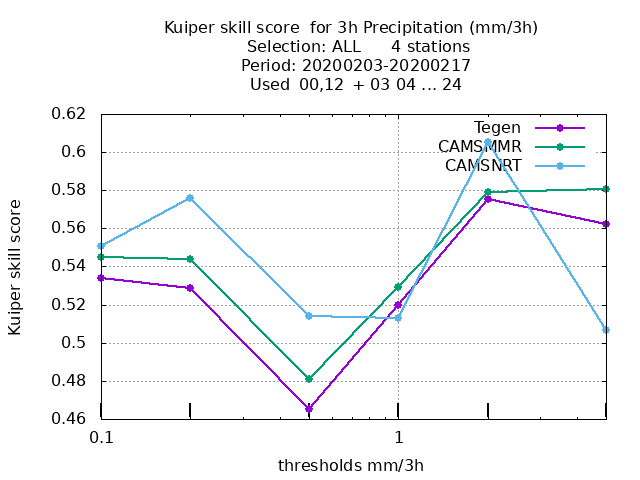 Kuiper skill score  for 3h Precipitation (mm/3h)
Selection: ALL      4 stations
Period: 20200203-20200217
Used  00,12  + 03 04 ... 24
Tegen
CAMSMMR
CAMSNRT
0.62
0.6
0.58
0.56
0.54
0.52
0.5
0.48
0.46
Kuiper skill score
0.1
1
thresholds mm/3h